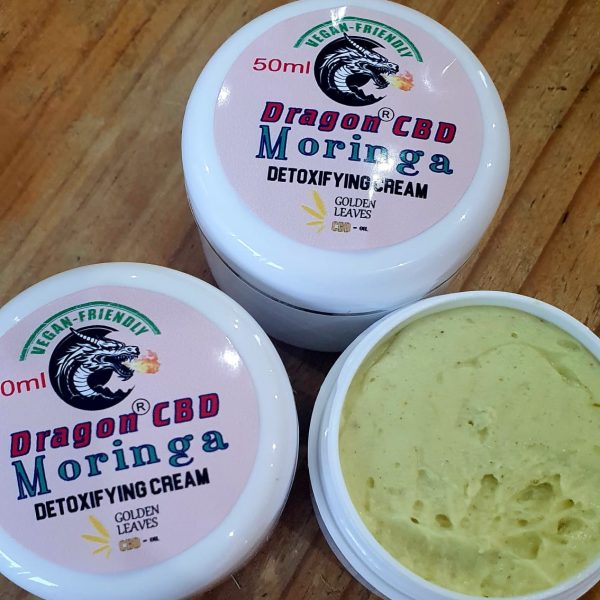 VEGAN-FRIENDLY
50ml
Dragon® CBD
Moringa
DETOXIFYING CREAM
GOLDEN
LEAVES
CBD - OIL
VEGAN-FRIENDLY
0ml
Dragon® CBD
Moringa
DETOXIFYING CREAM
GOLDEN
LEAVES
CBD - OIL